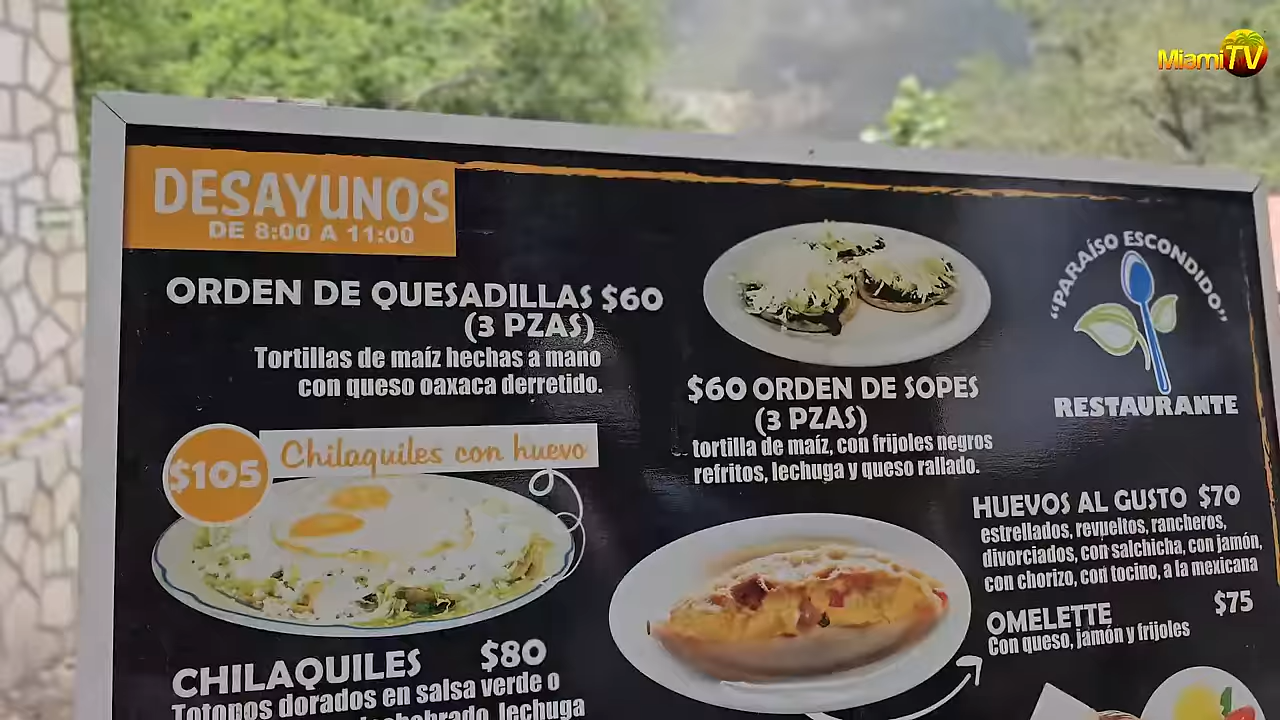 MiamiTV
DESAYUNOS
DE 8:00 A 11:00
ORDEN DE QUESADILLAS $60
(3 PZAS)
Tortillas de maíz hechas a mano
con queso oaxaca derretido.
$105
Chilaquiles con huevo
CHILAQUILES $80
Totopos dorados en salsa verde o
lechuga
$60 ORDEN DE SOPES
(3 PZAS)
tortilla de maíz, con frijoles negros
refritos, lechuga y queso rallado.
"PARAÍSO ESCONDIDO"
RESTAURANTE
HUEVOS AL GUSTO $70
estrellados, revueltos, rancheros,
divorciados, con salchicha, con jamón,
con chorizo, con tocino, a la mexicana
OMELETTE $75
Con queso, jamón y frijoles